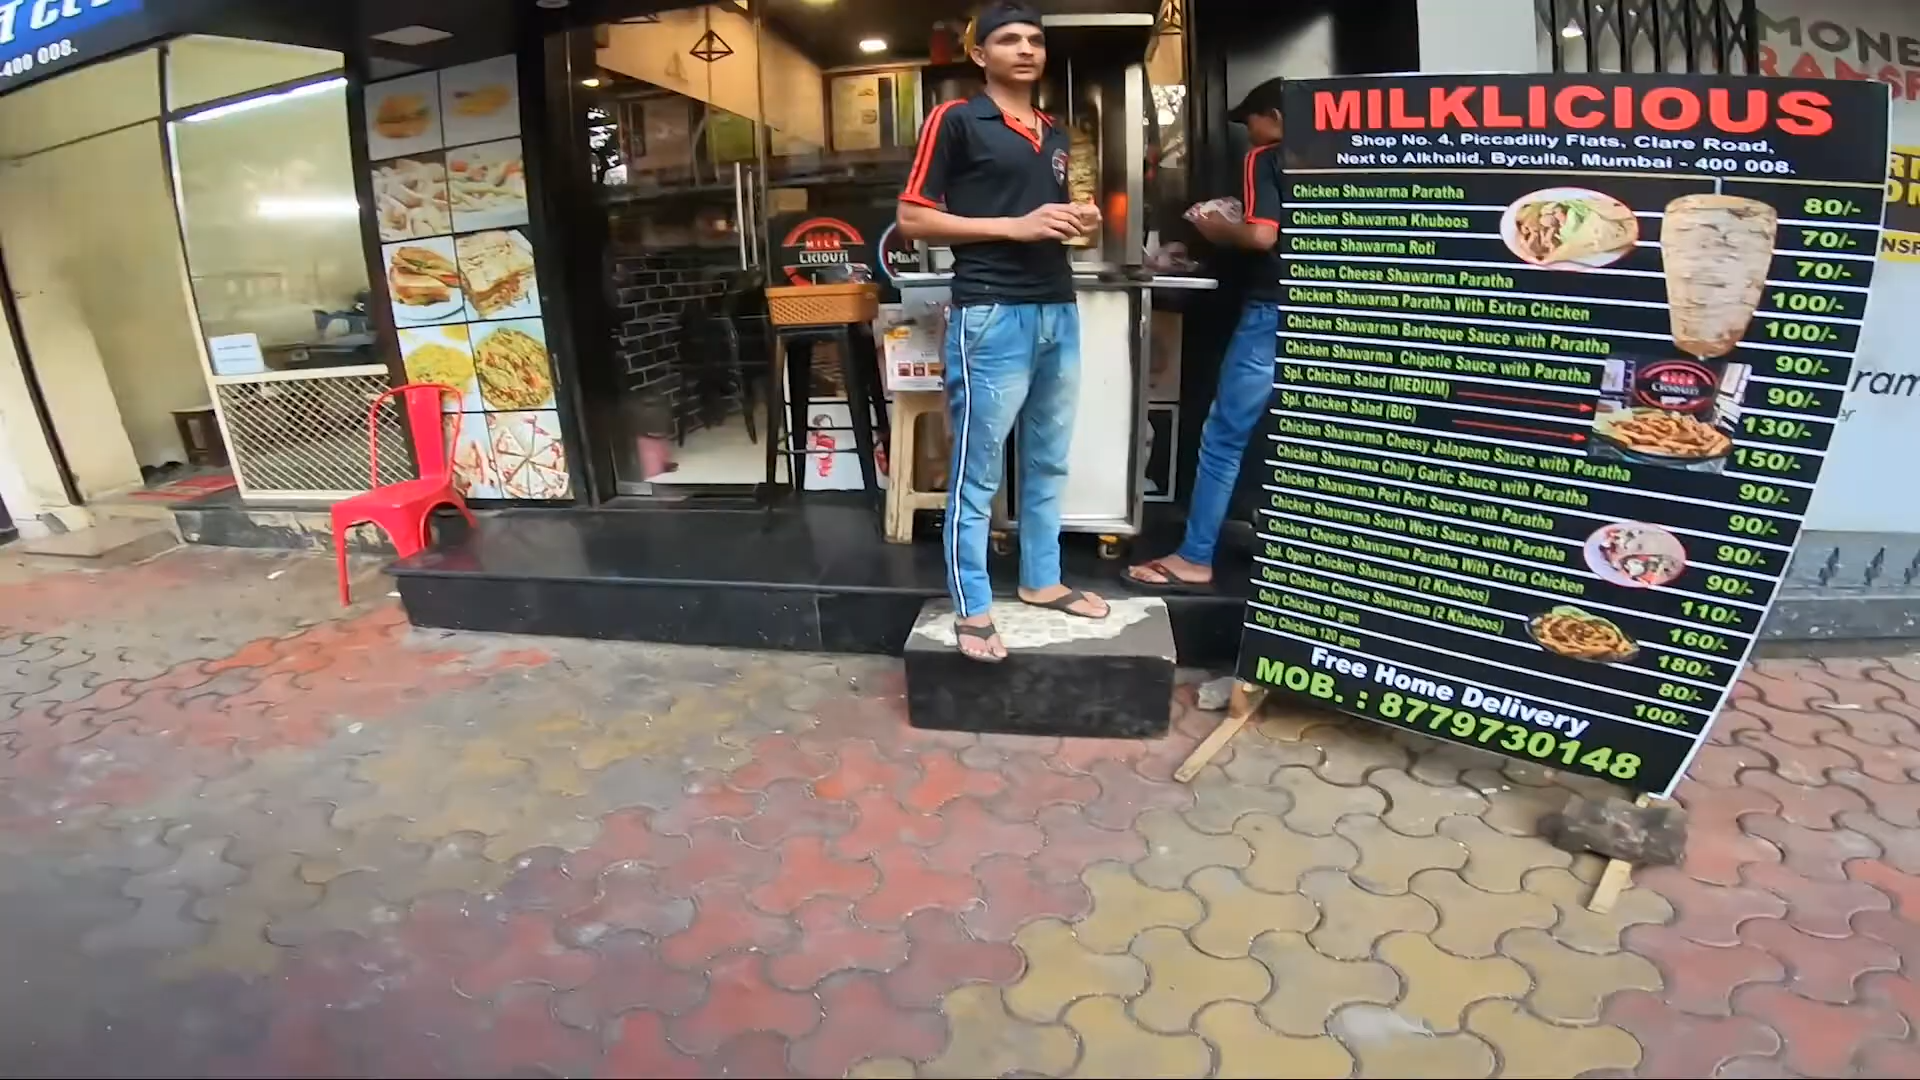 400 008.
MILK
LICIOUS!
MILKLICIOUS
Shop No. 4, Piccadilly Flats, Clare Road,
Next to Alkhalid, Byculla, Mumbai - 400 008.
Chicken Shawarma Paratha 80/-
Chicken Shawarma Khuboos 70/-
Chicken Shawarma Roti 70/-
Chicken Cheese Shawarma Paratha 100/-
Chicken Shawarma Paratha With Extra Chicken 100/-
Chicken Shawarma Barbeque Sauce with Paratha 90/-
Chicken Shawarma Chipotle Sauce with Paratha 90/-
Spl. Chicken Salad (MEDIUM) 130/-
Spl. Chicken Salad (BIG) 150/-
Chicken Shawarma Cheesy Jalapeno Sauce with Paratha 90/-
Chicken Shawarma Chilly Garlic Sauce with Paratha 90/-
Chicken Shawarma Peri Peri Sauce with Paratha 90/-
Chicken Shawarma South West Sauce with Paratha 90/-
Chicken Cheese Shawarma Paratha With Extra Chicken 110/-
Spl. Open Chicken Shawarma (2 Khuboos) 160/-
Open Chicken Cheese Shawarma (2 Khuboos) 180/-
Only Chicken 60 gms 80/-
Only Chicken 120 gms 100/-
Free Home Delivery
MOB. : 8779730148
MONE
RANSF